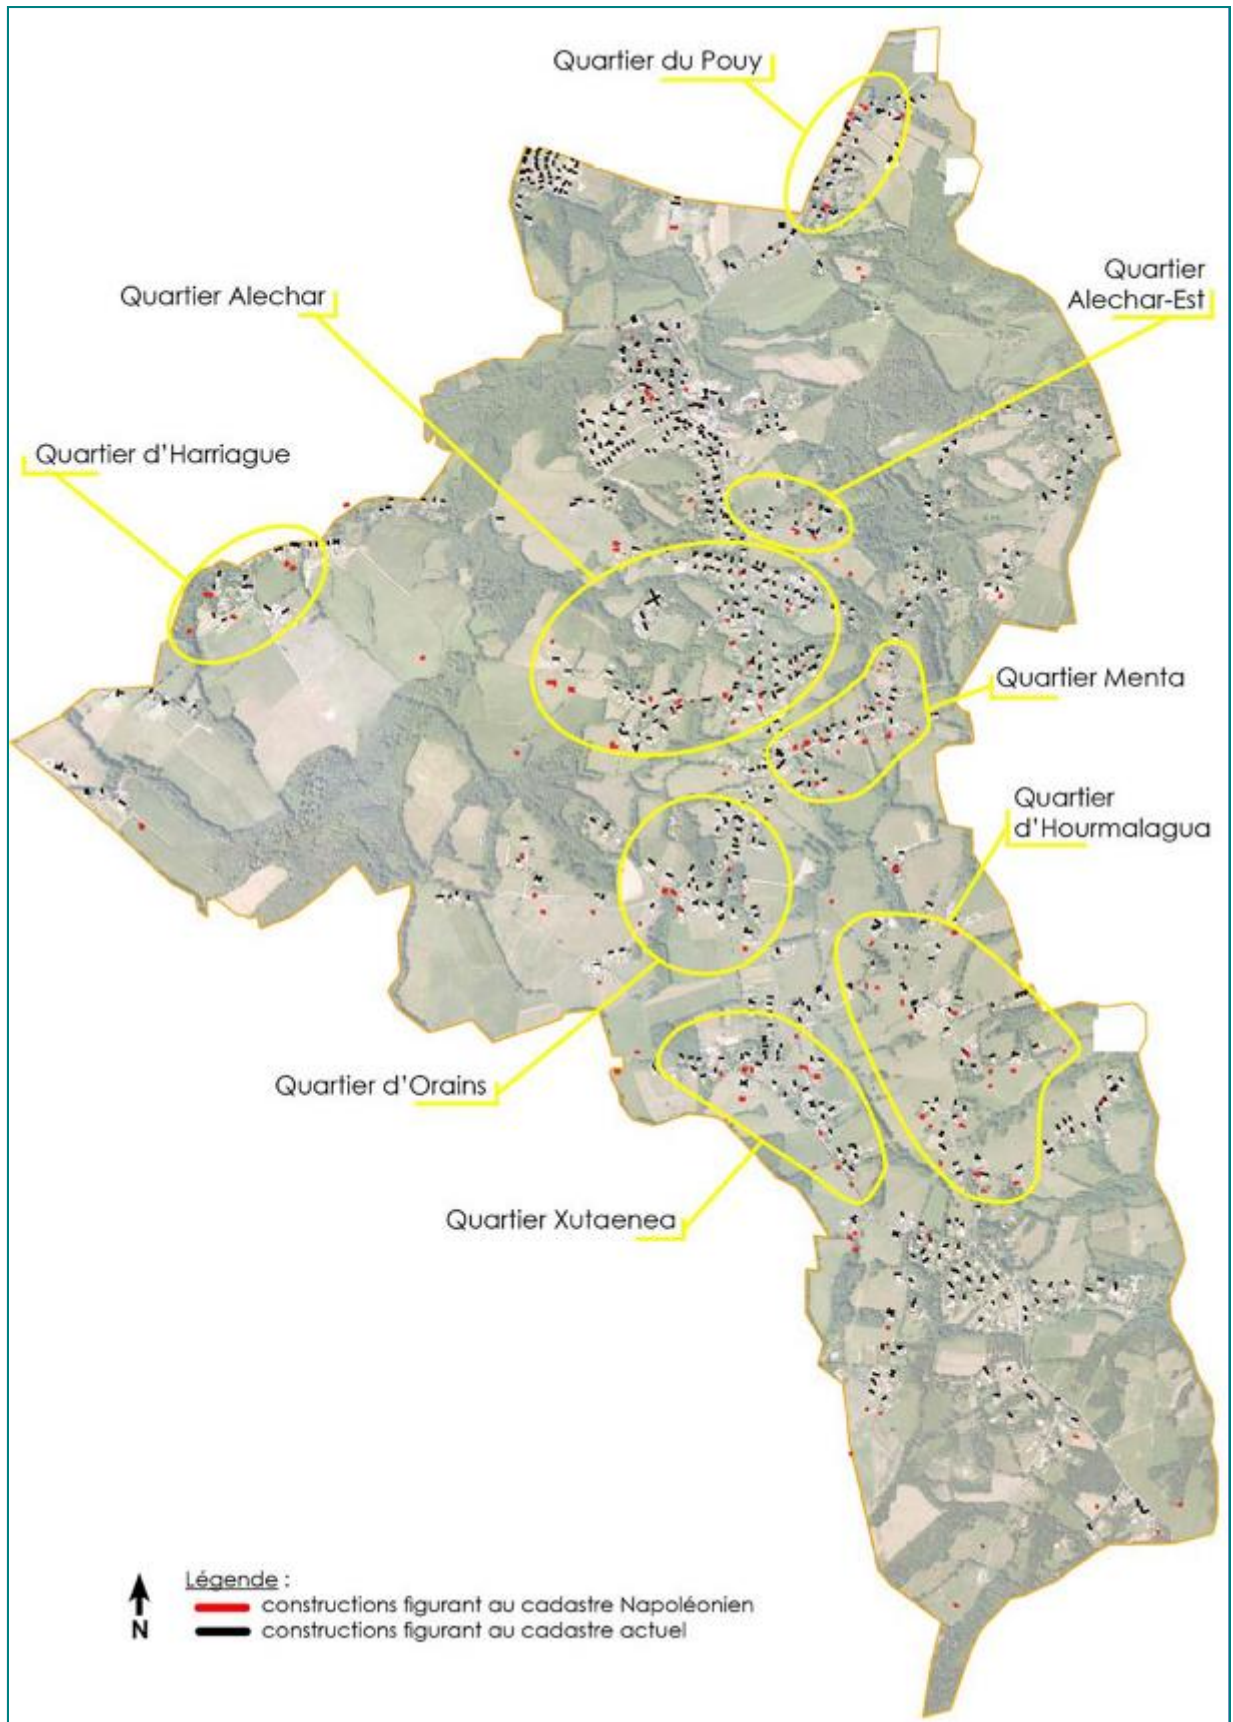 Quartier du Pouy
Quartier
Alechar-Est
Quartier Alechar
Quartier d'Harriague
Quartier Menta
Quartier
d'Hourmalagua
Quartier d'Orains
Quartier Xutaenea
Légende :
constructions figurant au cadastre Napoléonien
constructions figurant au cadastre actuel
N